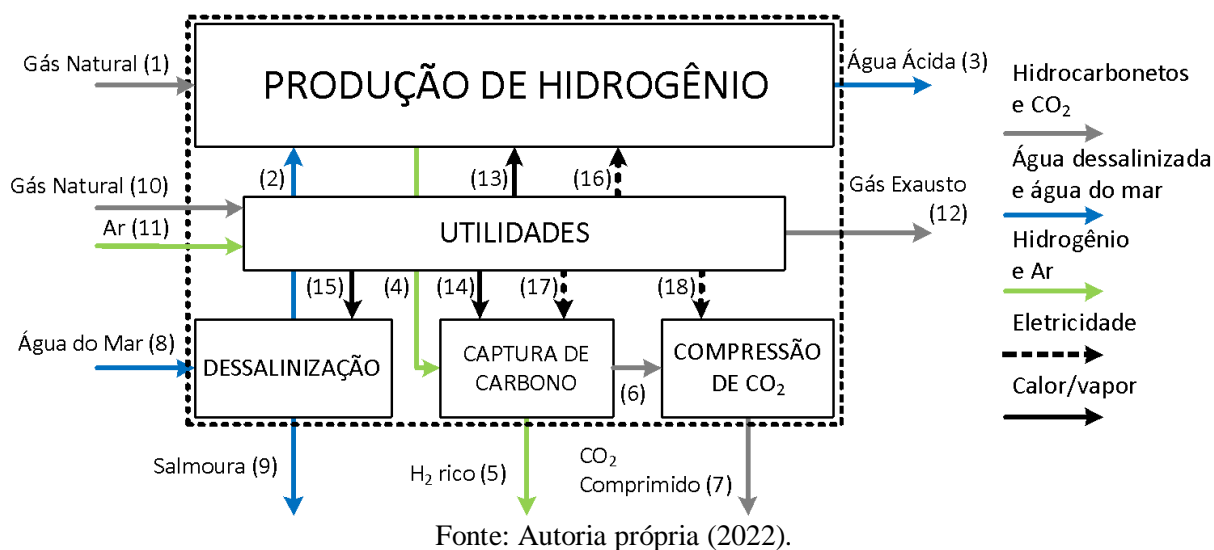 Gás Natural (1)
PRODUÇÃO DE HIDROGÊNIO
Água Ácida (3)
Hidrocarbonetos
e CO₂
Gás Natural (10)
(2)
(13)
(16)
Gás Exausto
(12)
Água dessalinizada
e água do mar
Ar (11)
UTILIDADES
Hidrogênio
e Ar
(15)
(4)
(14)
(17)
(18)
Eletricidade
Água do Mar (8)
DESSALINIZAÇÃO
CAPTURA DE
CARBONO
(6)
COMPRESSÃO
DE CO₂
Calor/vapor
Salmoura (9)
H₂ rico (5)
CO₂
Comprimido (7)
Fonte: Autoria própria (2022).